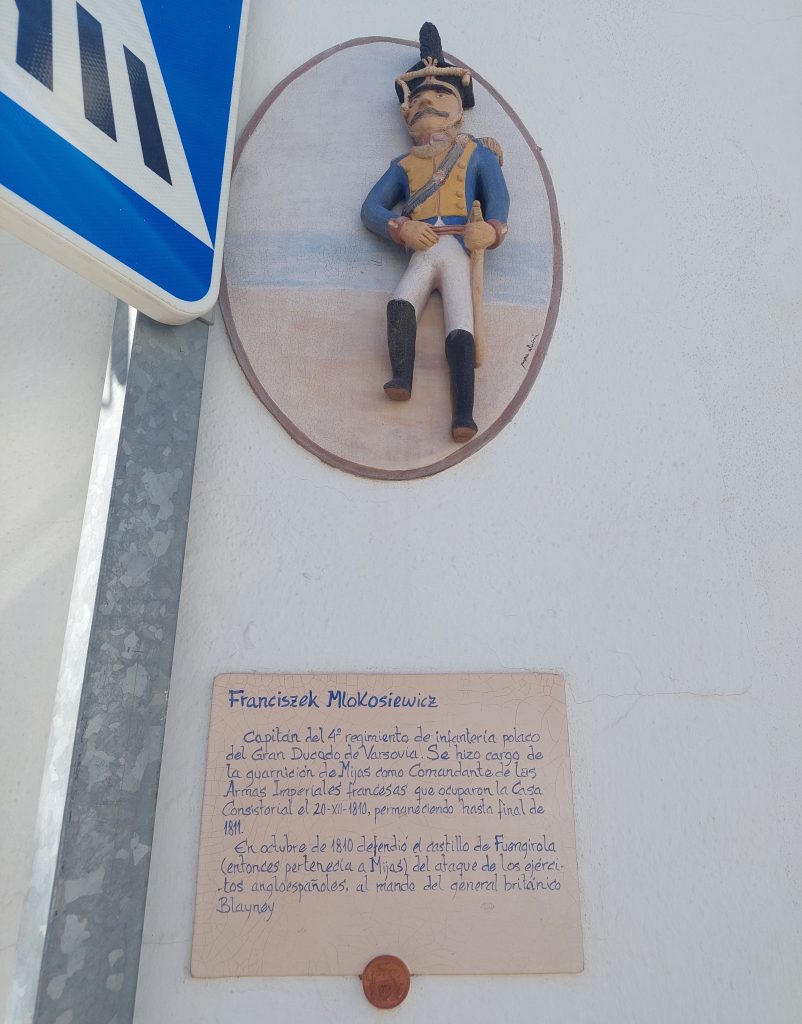 Franciszek Mlokosiewicz
Capitán del 4º regimiento de infantería polaco
del Gran Ducado de Varsovia. Se hizo cargo de
la guarnición de Mijas como Comandante de las
Armas Imperiales francesas que ocuparon la Casa
Consistorial el 20-XII-1810, permaneciendo hasta final de
1811.
En octubre de 1810 defendió el castillo de Fuengirola
(entonces pertenecía a Mijas) del ataque de los ejérci-
-tos angloespañoles, al mando del general británico
Blayney